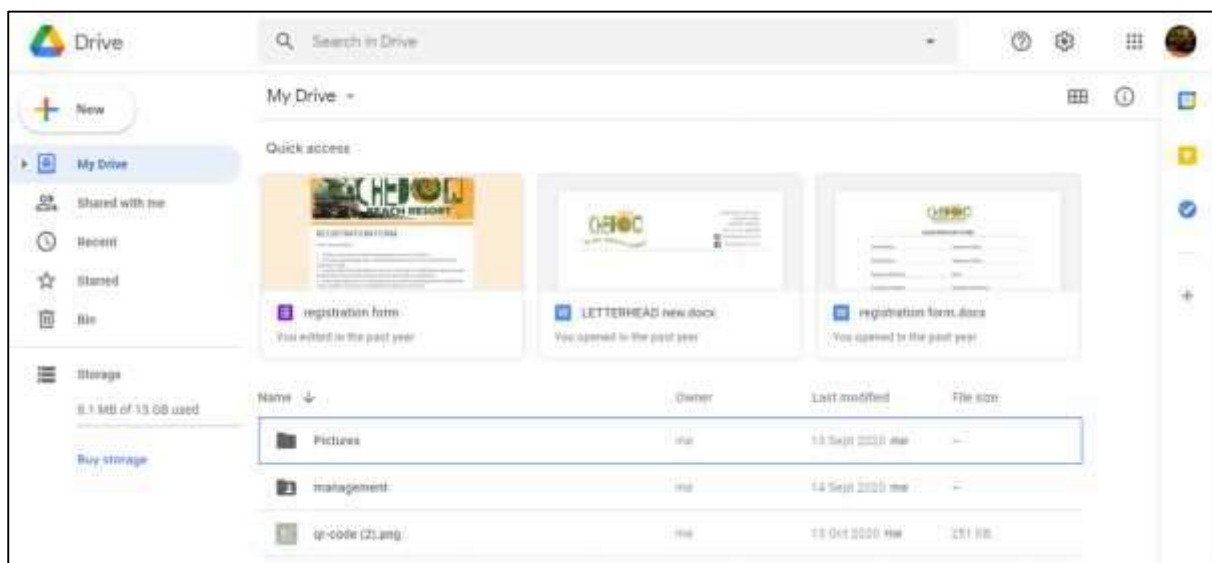 Drive
Search in Drive
New
My Drive
My Drive
Shared with me
Recent
Starred
Bin
Storage
8.1 MB of 15 GB used
Buy storage
Quick access
BEACH RESORT
REGISTRATION FORM
registration form
You edited in the past year
LETTERHEAD new.docx
You opened in the past year
registration form.docx
You opened in the past year
Name Owner Last modified File size
Pictures me 13 Sept 2020 me –
management me 14 Sept 2020 me –
qr-code (2).png me 13 Oct 2020 me 251 KB